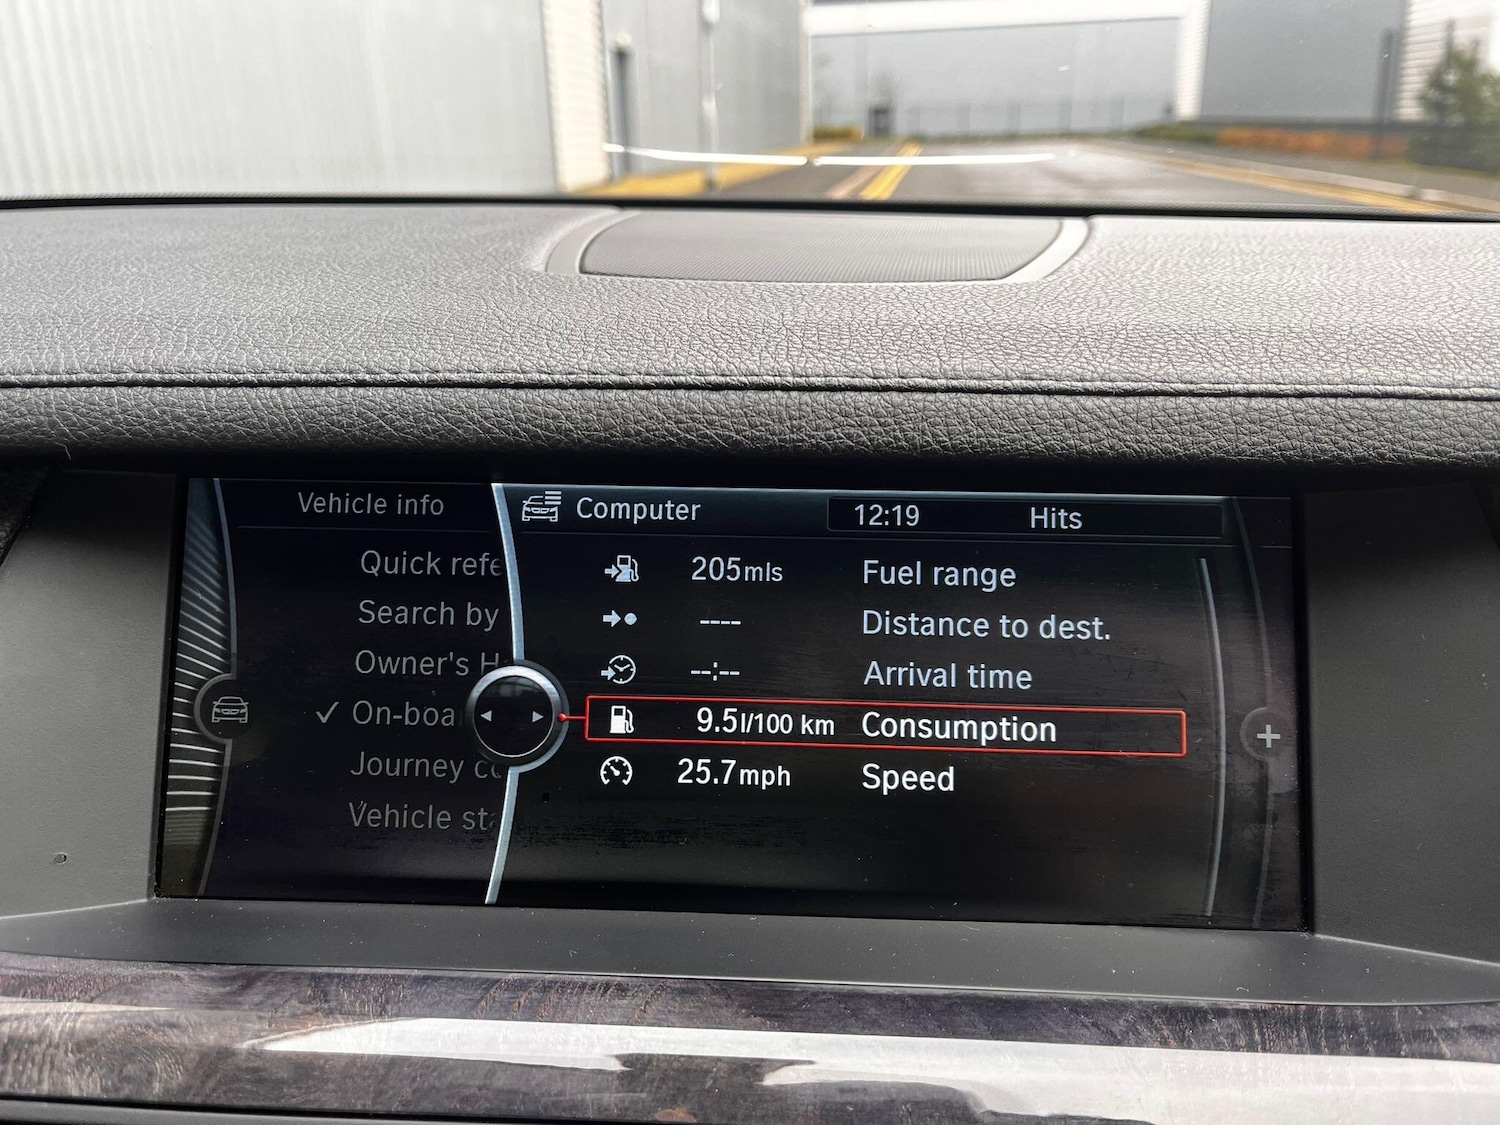 Vehicle info
Quick refe
Search by
Owner's H
✓ On-boa
Journey co
Vehicle sta
Computer
12:19
Hits
205mls Fuel range
---- Distance to dest.
--:-- Arrival time
9.5l/100 km Consumption
25.7mph Speed
+